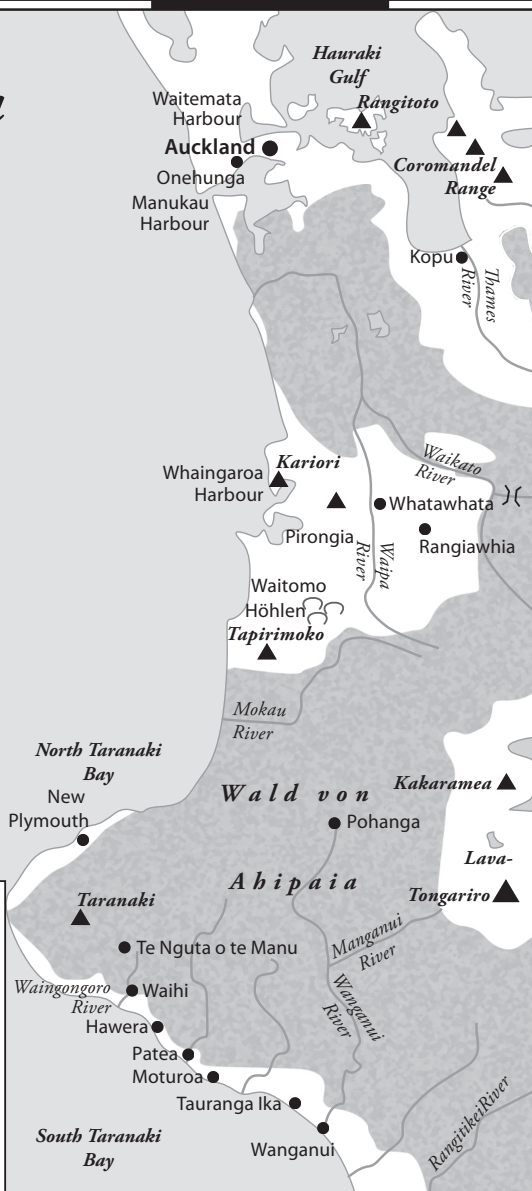 Hauraki
Gulf
Rangitoto
Waitemata
Harbour
Auckland
Onehunga
Manukau
Harbour
Coromandel
Range
Kopu
Thames
River
Waikato
River
Kariori
Whaingaroa
Harbour
Whatawhata
Pirongia
Rangiawhia
Waipa
River
Waitomo
Höhlen
Tapirimoko
Mokau
River
North Taranaki
Bay
New
Plymouth
Wald von
Ahipaia
Kakaramea
Pohanga
Lava-
Tongariro
Taranaki
Manganui
River
Te Nguta o te Manu
Wanganui
River
Waingongoro
River
Waihi
Hawera
Patea
Moturoa
Tauranga Ika
Wanganui
South Taranaki
Bay
RangitikeiRiver